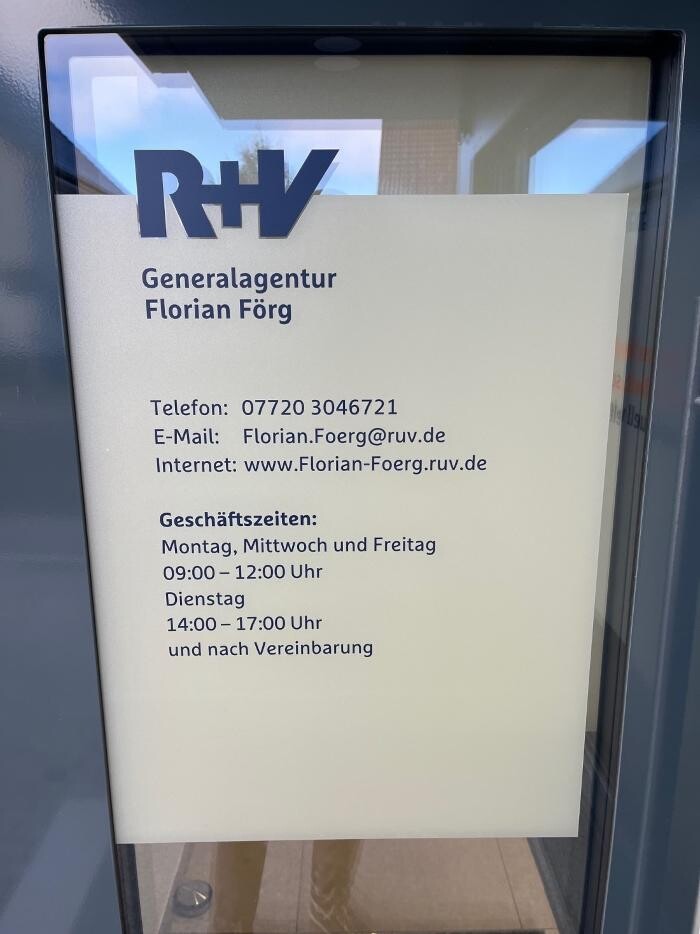 R+V
Generalagentur
Florian Förg
Telefon: 07720 3046721
E-Mail: Florian.Foerg@ruv.de
Internet: www.Florian-Foerg.ruv.de
Geschäftszeiten:
Montag, Mittwoch und Freitag
09:00 – 12:00 Uhr
Dienstag
14:00 – 17:00 Uhr
und nach Vereinbarung